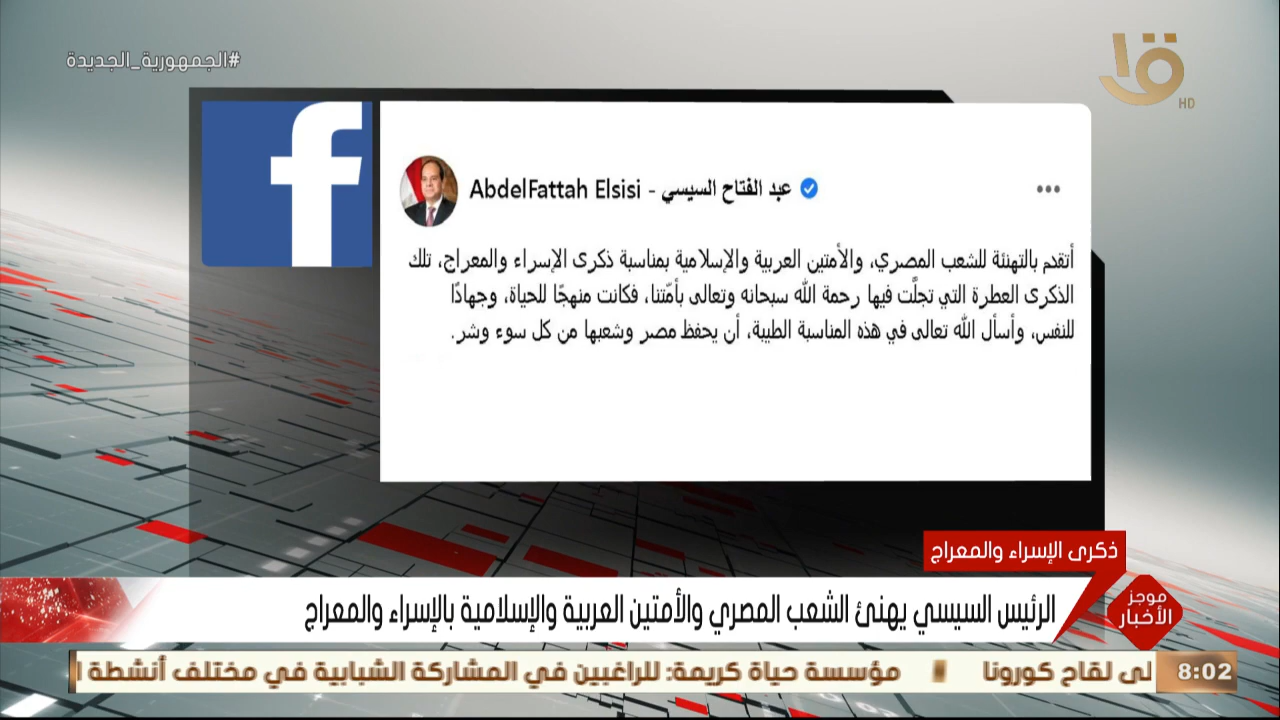 #الجمهورية_الجديدة
HD
AbdelFattah Elsisi - عبد الفتاح السيسي
أتقدم بالتهنئة للشعب المصري، والأمتين العربية والإسلامية بمناسبة ذكرى الإسراء والمعراج، تلك
الذكرى العطرة التي تجلَّت فيها رحمة الله سبحانه وتعالى بأمّتنا، فكانت منهجًا للحياة، وجهادًا
للنفس، وأسأل الله تعالى في هذه المناسبة الطيبة، أن يحفظ مصر وشعبها من كل سوء وشر.
ذكرى الإسراء والمعراج
موجز
الأخبار
الرئيس السيسي يهنئ الشعب المصري والأمتين العربية والإسلامية بالإسراء والمعراج
8:02
لى لقاح كورونا مؤسسة حياة كريمة: للراغبين في المشاركة الشبابية في مختلف أنشطة ا